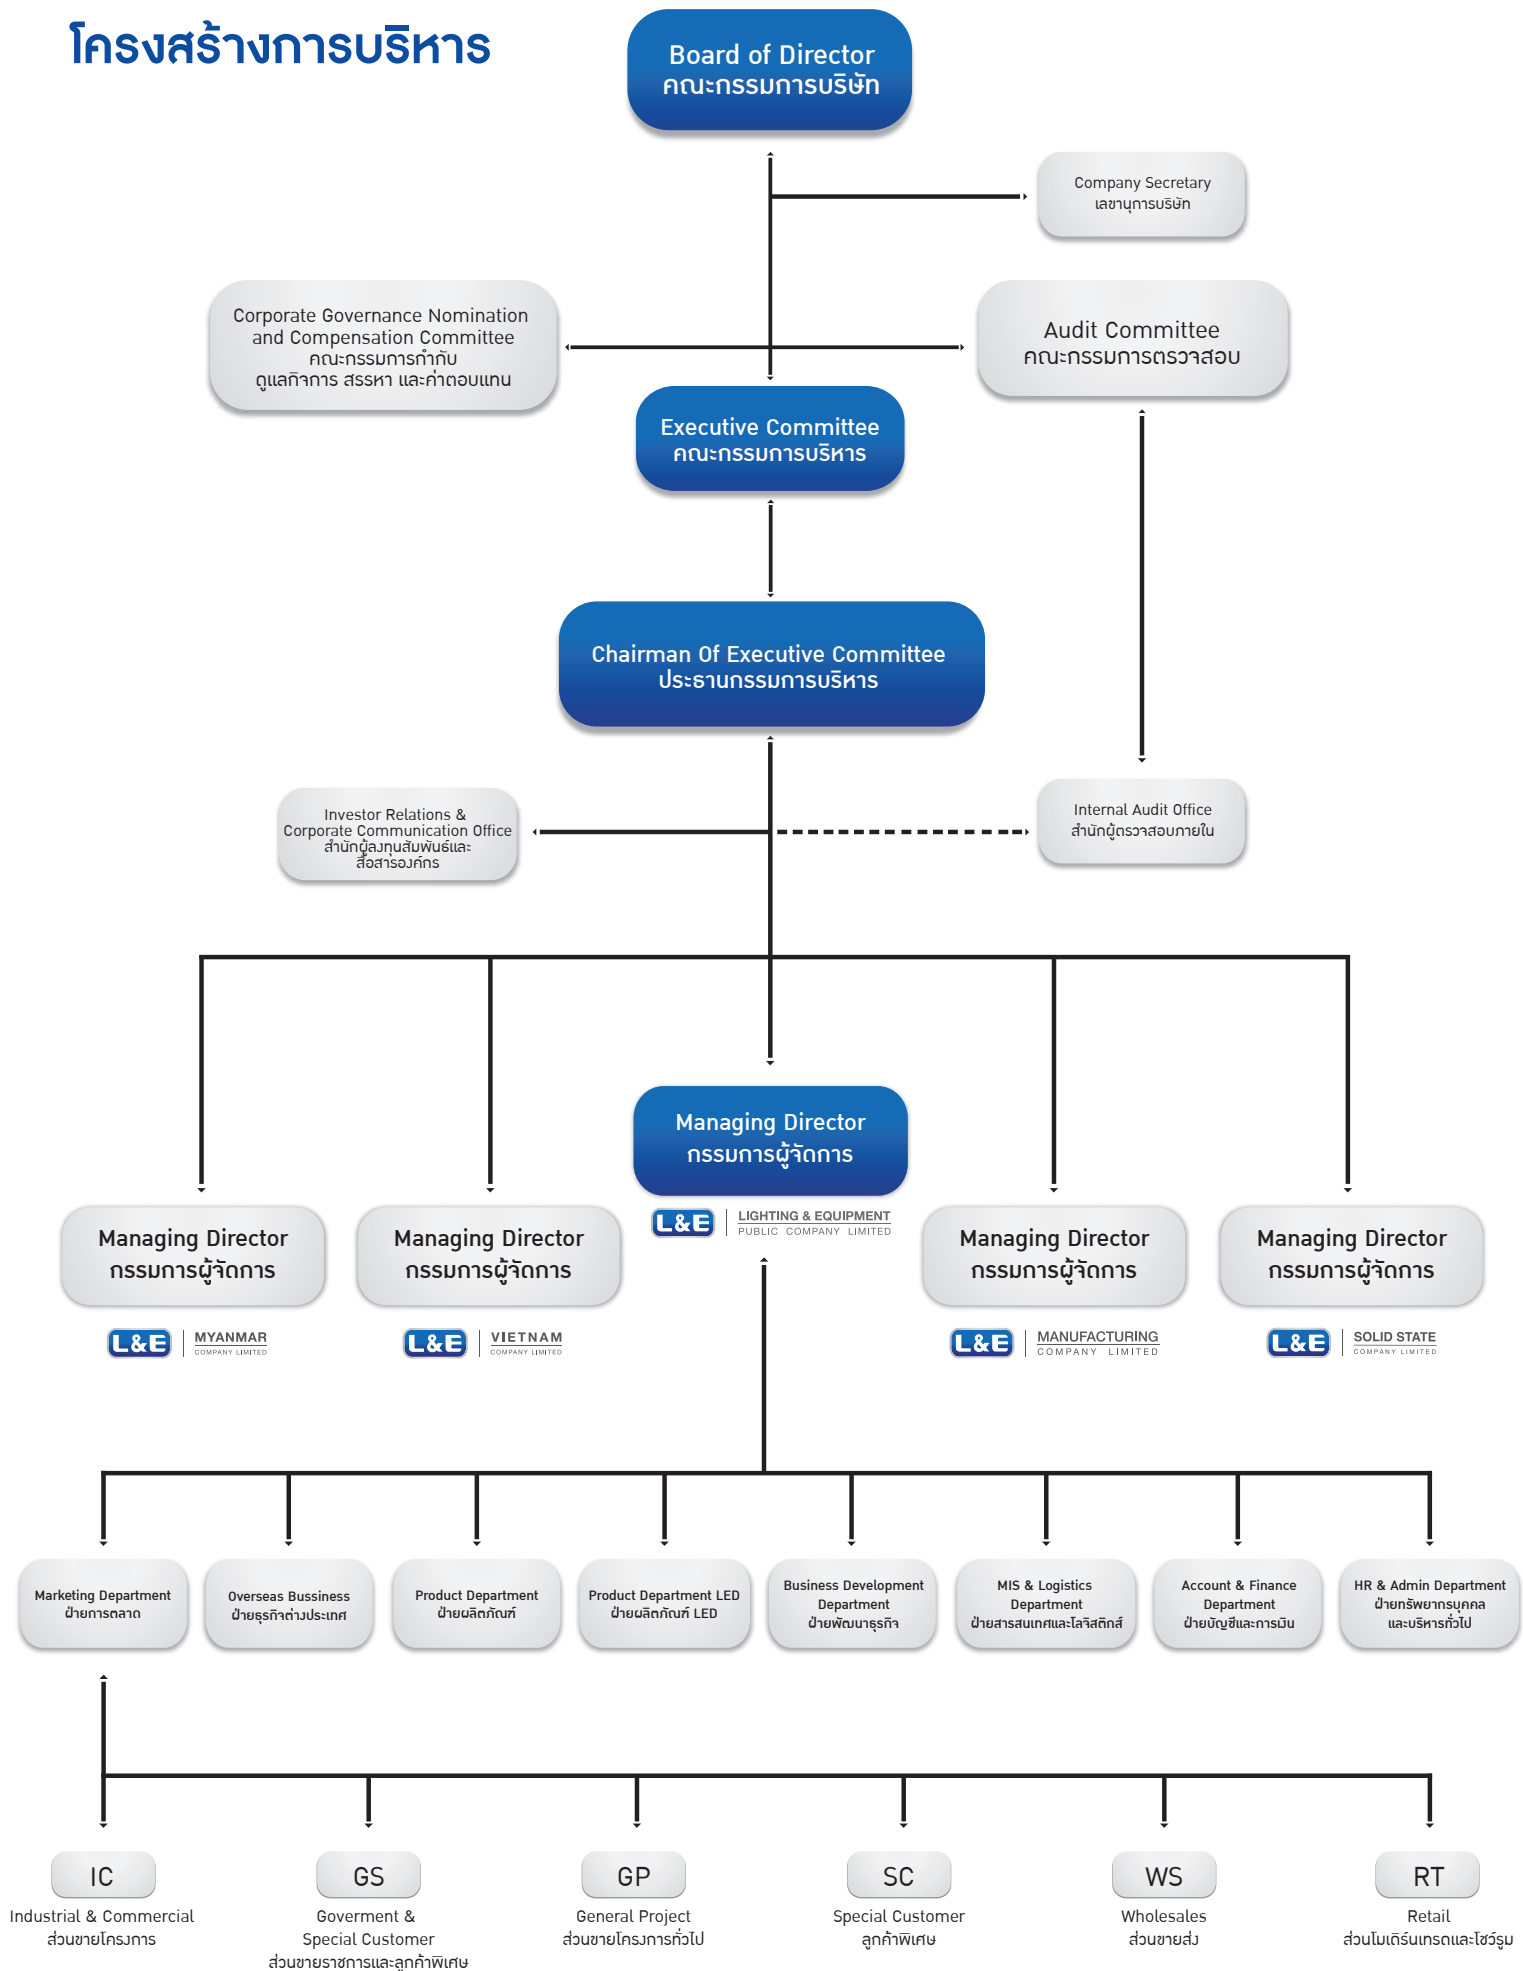 โครงสร้างการบริหาร
Board of Director
คณะกรรมการบริษัท
Company Secretary
เลขานุการบริษัท
Corporate Governance Nomination
and Compensation Committee
คณะกรรมการกำกับ
ดูแลกิจการ สรรหา และค่าตอบแทน
Audit Committee
คณะกรรมการตรวจสอบ
Executive Committee
คณะกรรมการบริหาร
Chairman Of Executive Committee
ประธานกรรมการบริหาร
Investor Relations &
Corporate Communication Office
สำนักผู้ลงทุนสัมพันธ์และ
สื่อสารองค์กร
Internal Audit Office
สำนักผู้ตรวจสอบภายใน
Managing Director
กรรมการผู้จัดการ
L&E LIGHTING & EQUIPMENT
PUBLIC COMPANY LIMITED
Managing Director
กรรมการผู้จัดการ
L&E MYANMAR
COMPANY LIMITED
Managing Director
กรรมการผู้จัดการ
L&E VIETNAM
COMPANY LIMITED
Managing Director
กรรมการผู้จัดการ
L&E MANUFACTURING
COMPANY LIMITED
Managing Director
กรรมการผู้จัดการ
L&E SOLID STATE
COMPANY LIMITED
Marketing Department
ฝ่ายการตลาด
Overseas Bussiness
ฝ่ายธุรกิจต่างประเทศ
Product Department
ฝ่ายผลิตภัณฑ์
Product Department LED
ฝ่ายผลิตภัณฑ์ LED
Business Development
Department
ฝ่ายพัฒนาธุรกิจ
MIS & Logistics
Department
ฝ่ายสารสนเทศและโลจิสติกส์
Account & Finance
Department
ฝ่ายบัญชีและการเงิน
HR & Admin Department
ฝ่ายทรัพยากรบุคคล
และบริหารทั่วไป
IC
Industrial & Commercial
ส่วนขายโครงการ
GS
Goverment &
Special Customer
ส่วนขายราชการและลูกค้าพิเศษ
GP
General Project
ส่วนขายโครงการทั่วไป
SC
Special Customer
ลูกค้าพิเศษ
WS
Wholesales
ส่วนขายส่ง
RT
Retail
ส่วนโมเดิร์นเทรดและโชว์รูม